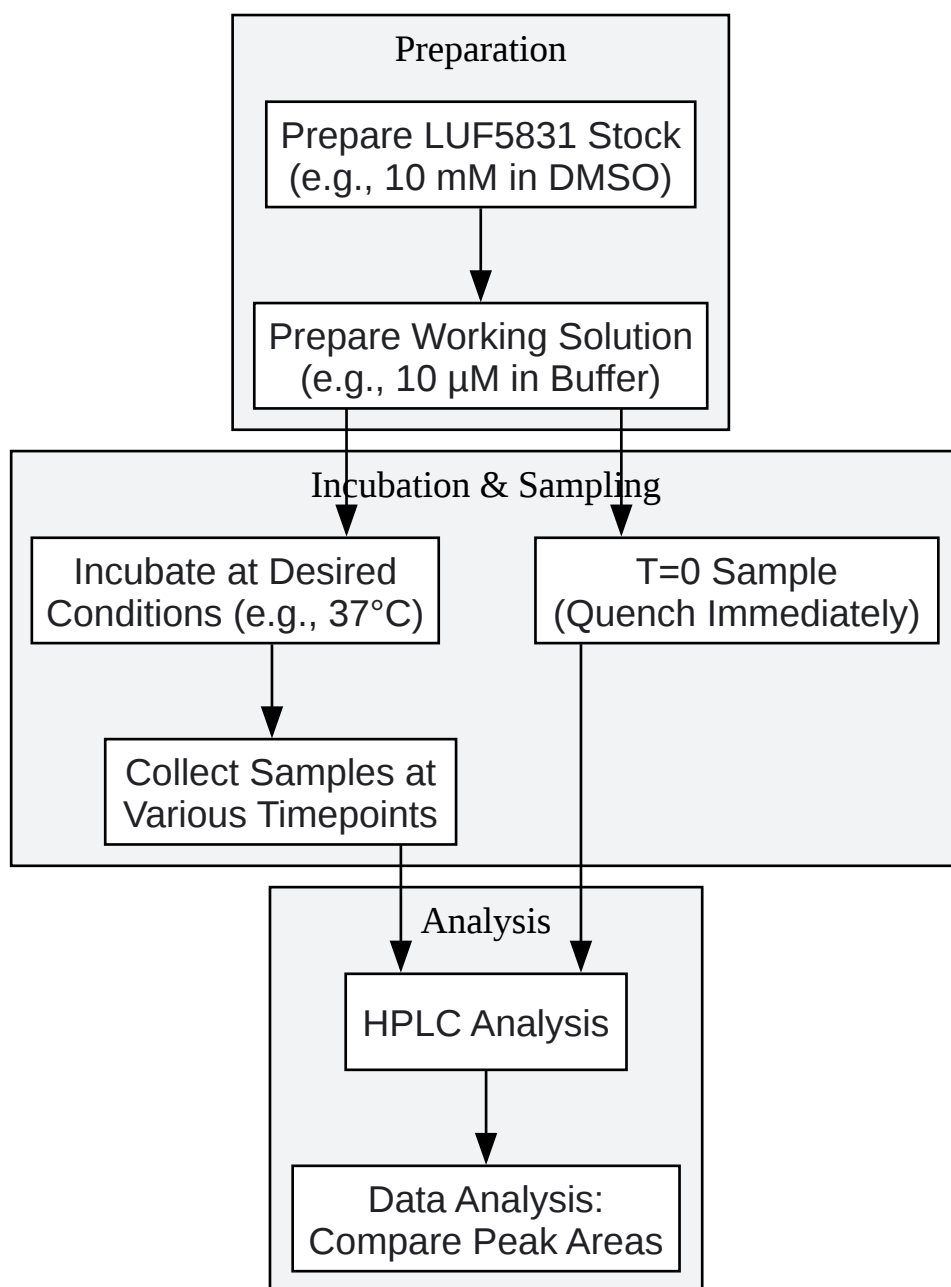 Preparation
Prepare LUF5831 Stock
(e.g., 10 mM in DMSO)
Prepare Working Solution
(e.g., 10 µM in Buffer)
Incubation & Sampling
Incubate at Desired
Conditions (e.g., 37°C)
T=0 Sample
(Quench Immediately)
Collect Samples at
Various Timepoints
Analysis
HPLC Analysis
Data Analysis:
Compare Peak Areas